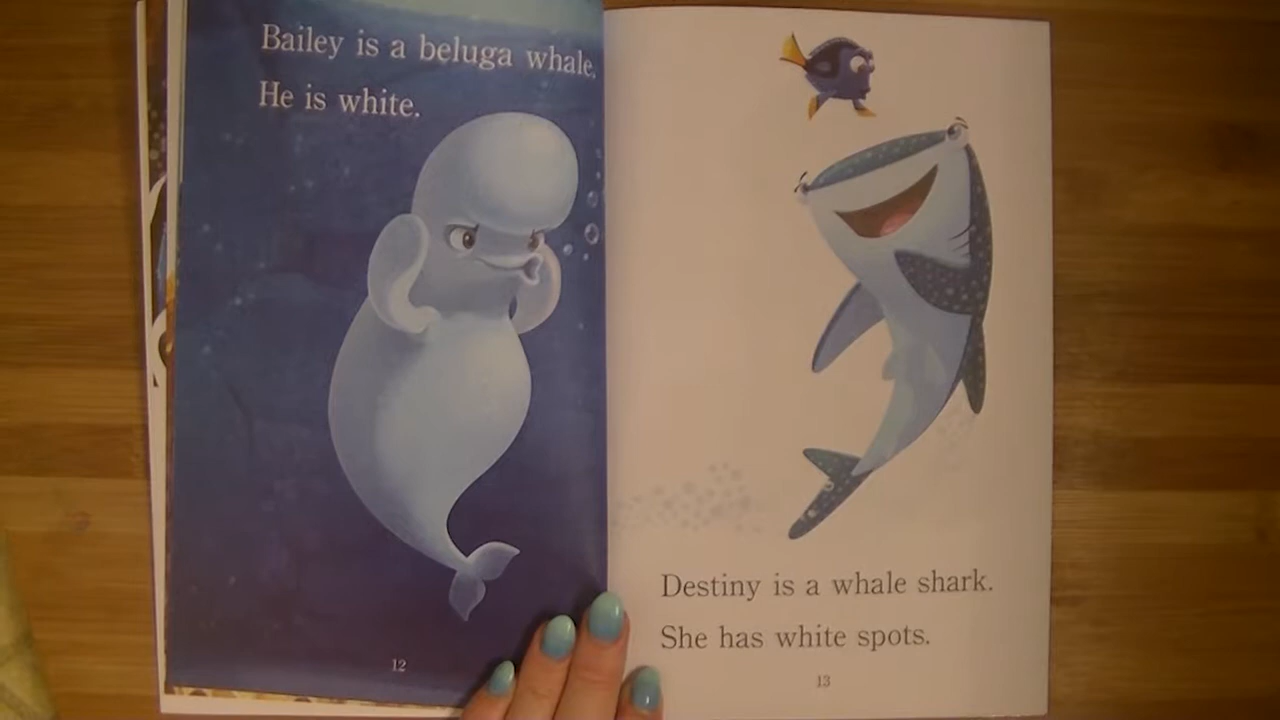 Bailey is a beluga whale.
He is white.
12
Destiny is a whale shark.
She has white spots.
13